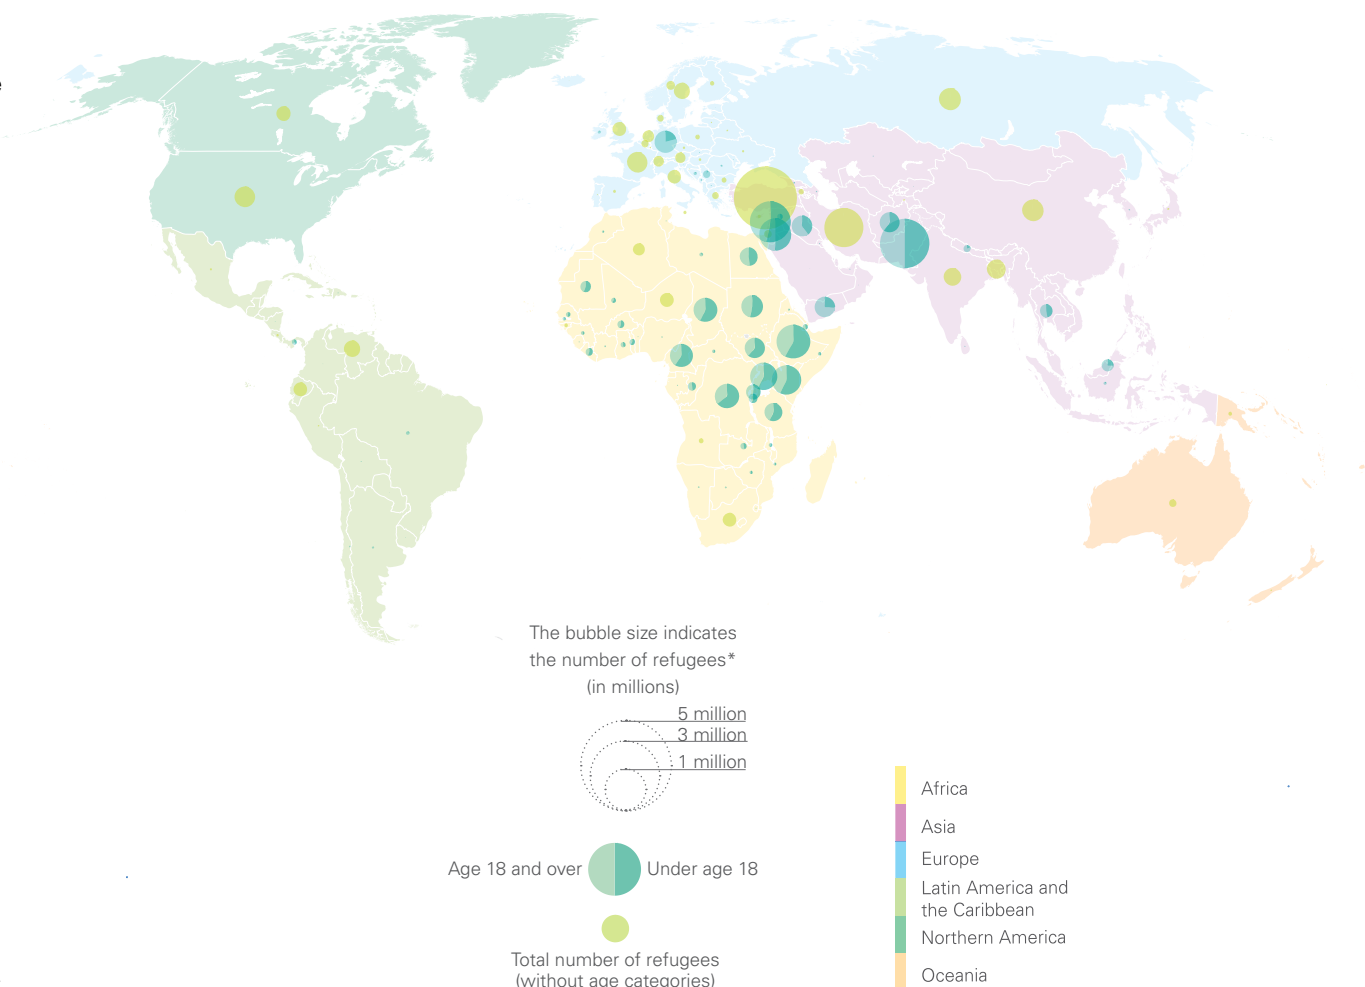 The bubble size indicates
the number of refugees*
(in millions)
5 million
3 million
1 million
Age 18 and over
Under age 18
Total number of refugees
(without age categories)
Africa
Asia
Europe
Latin America and
the Caribbean
Northern America
Oceania